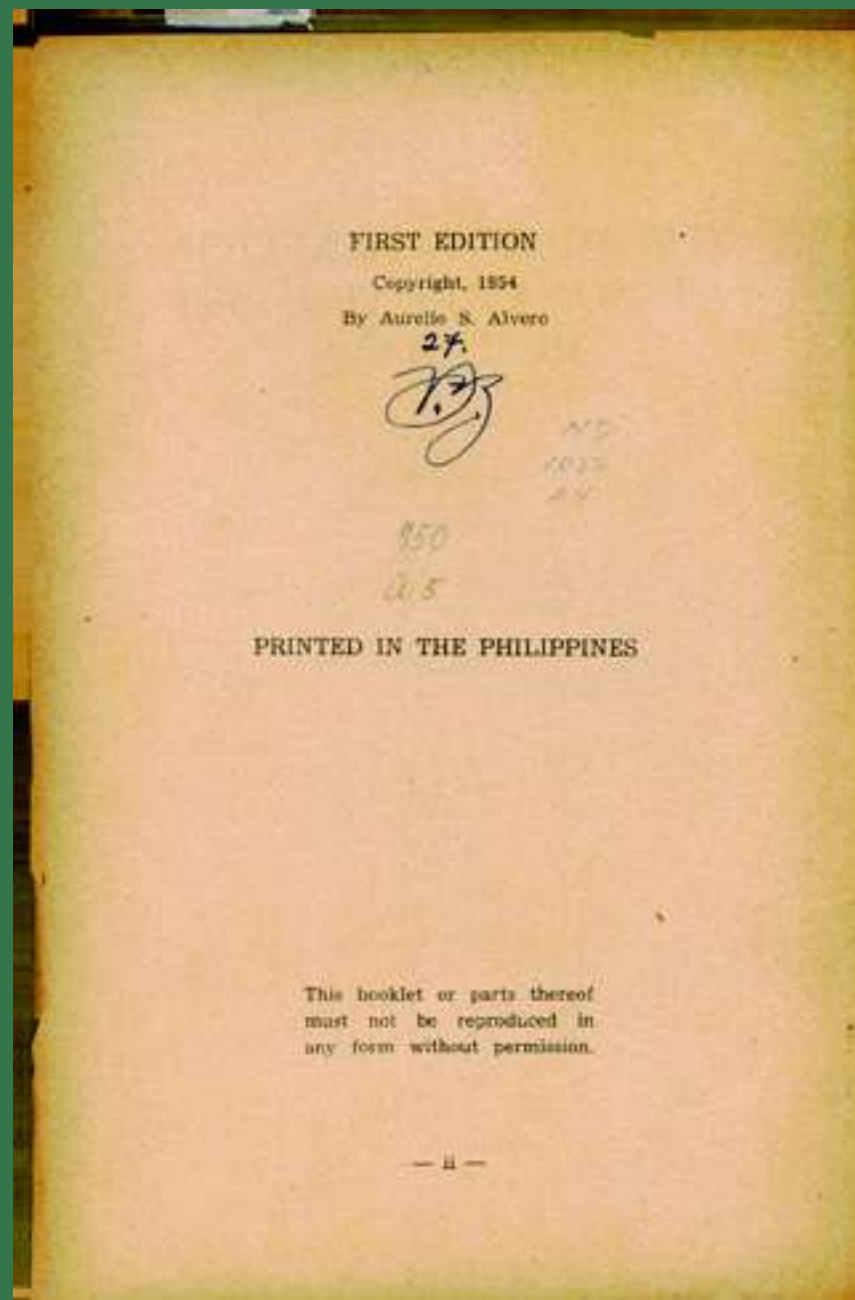 FIRST EDITION
Copyright, 1954
By Aurelio S. Alvero
27.
950
PRINTED IN THE PHILIPPINES
This booklet or parts thereof
must not be reproduced in
any form without permission.
— ii —